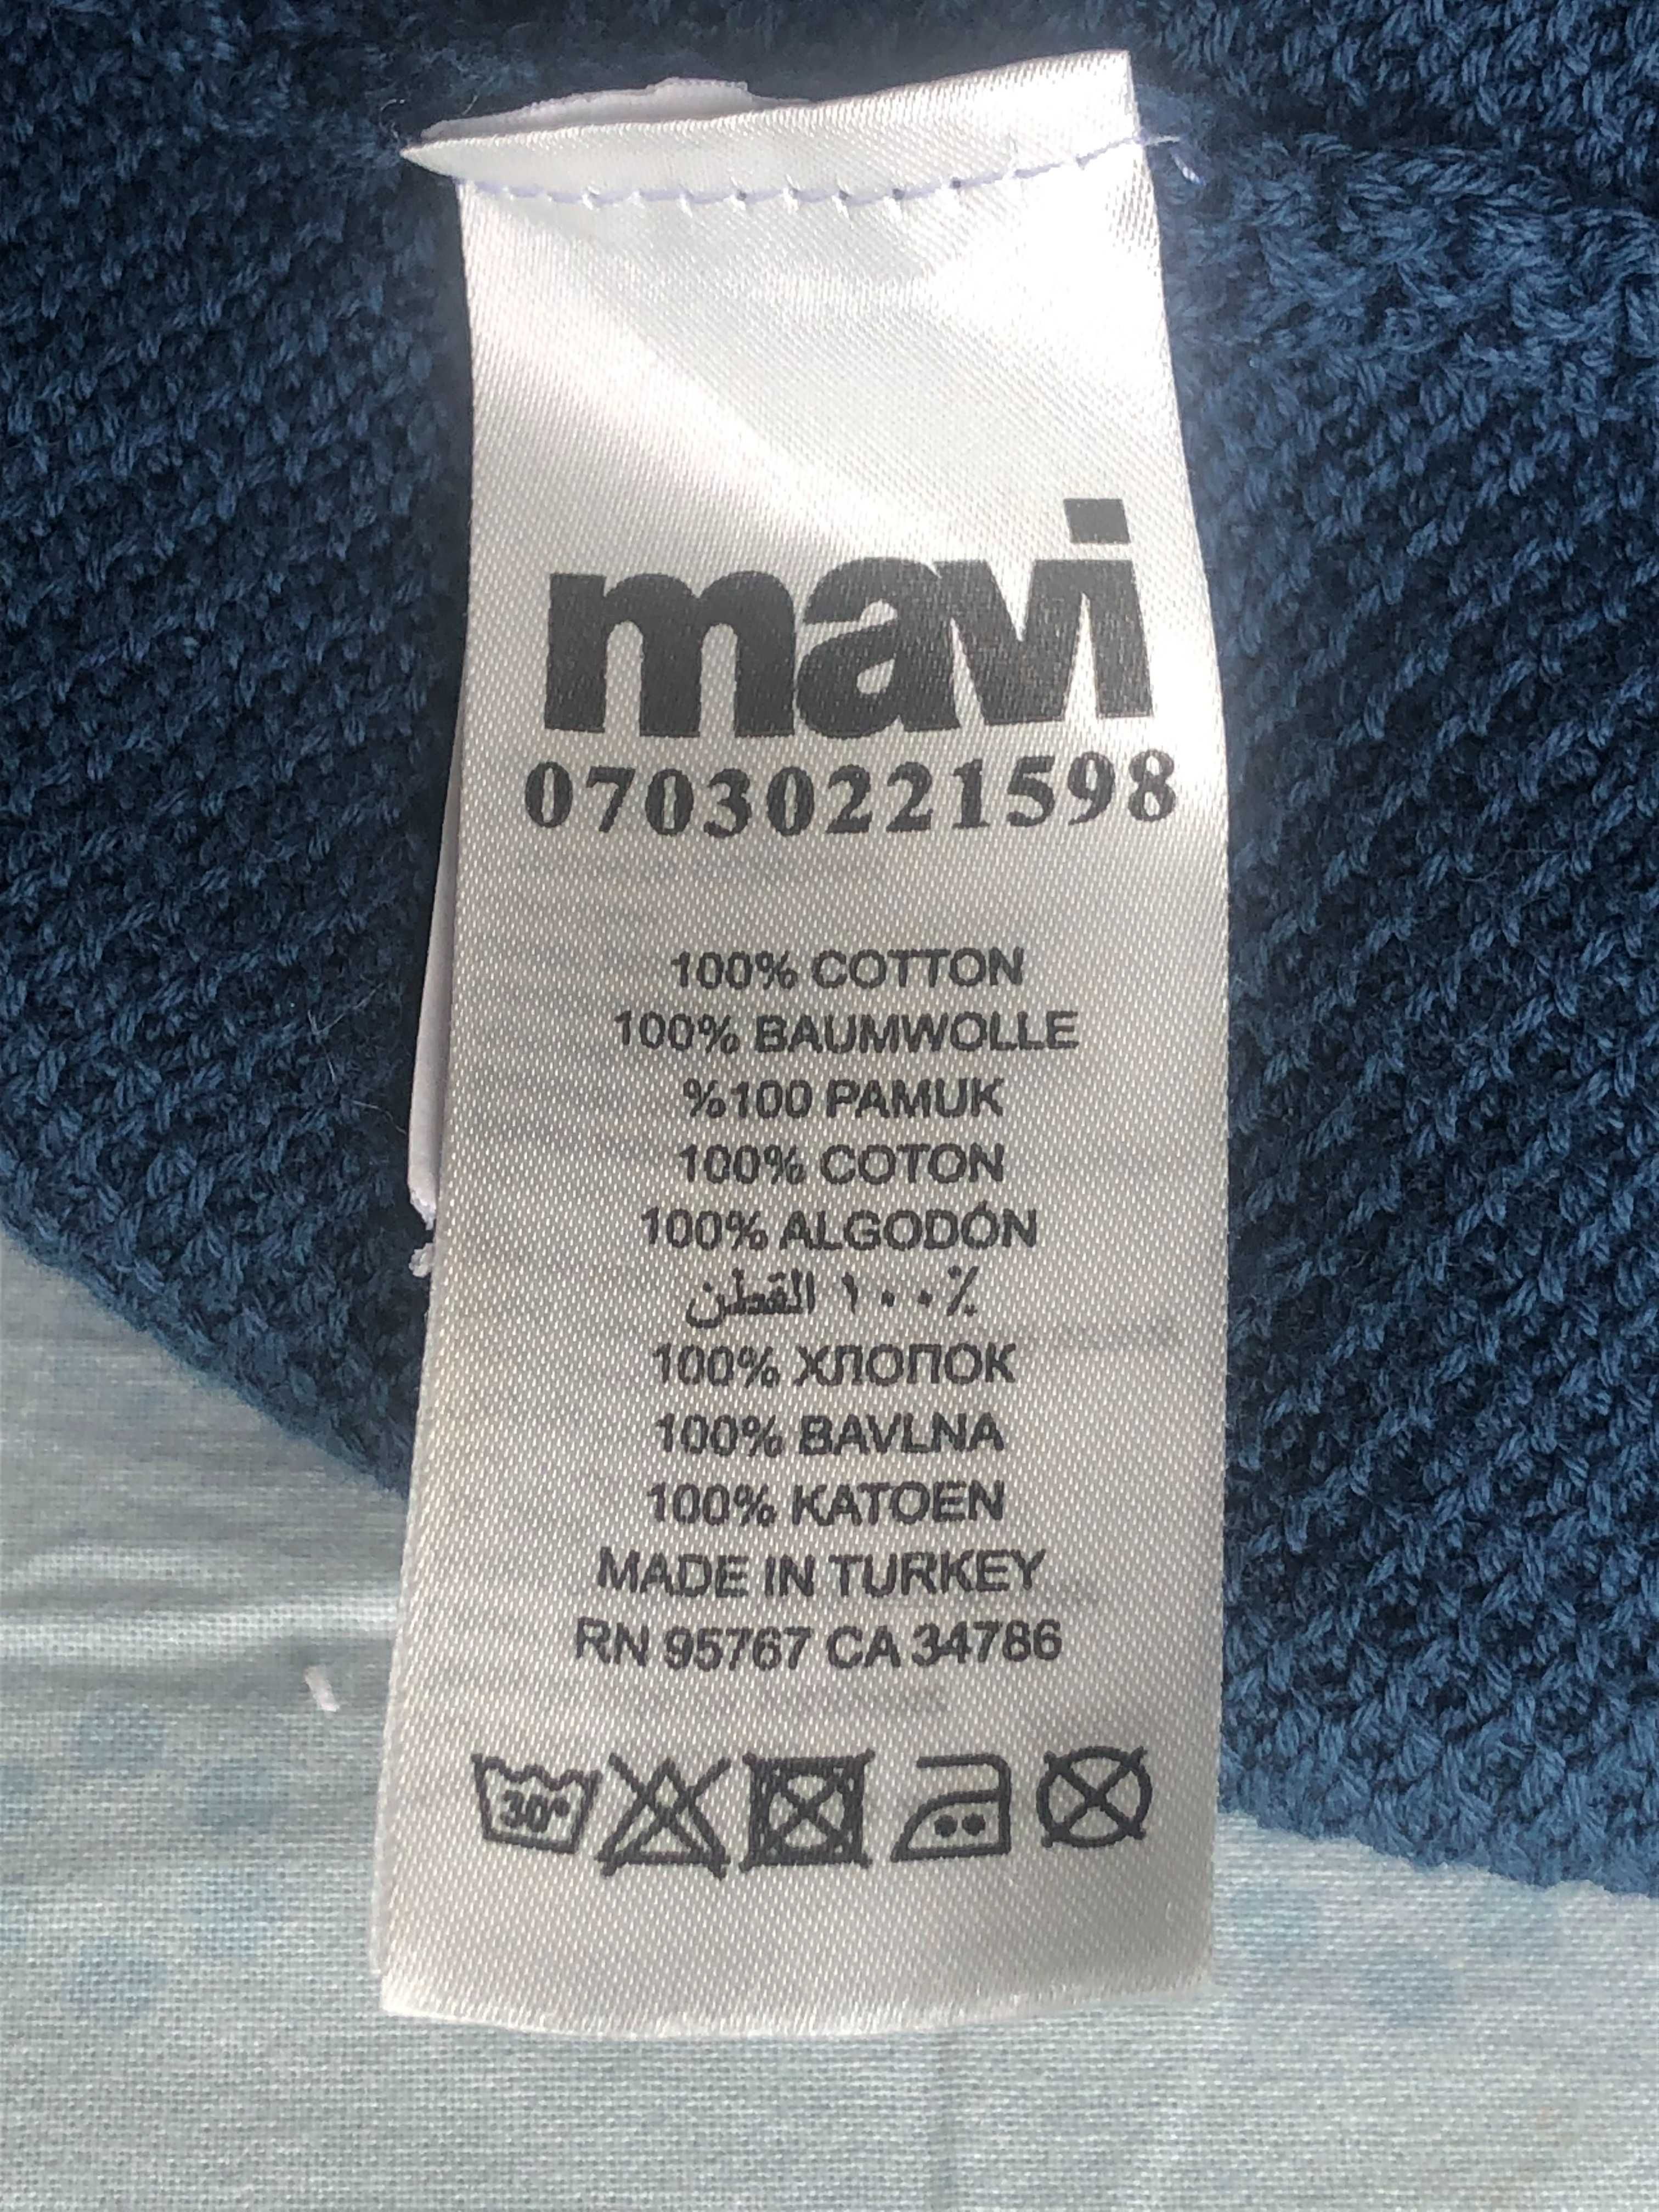 mavi
07030221598
100% COTTON
100% BAUMWOLLE
%100 PAMUK
100% COTON
100% ALGODÓN
٪١٠٠ القطن
100% ХЛОПОК
100% BAVLNA
100% KATOEN
MADE IN TURKEY
RN 95767 CA 34786
30°